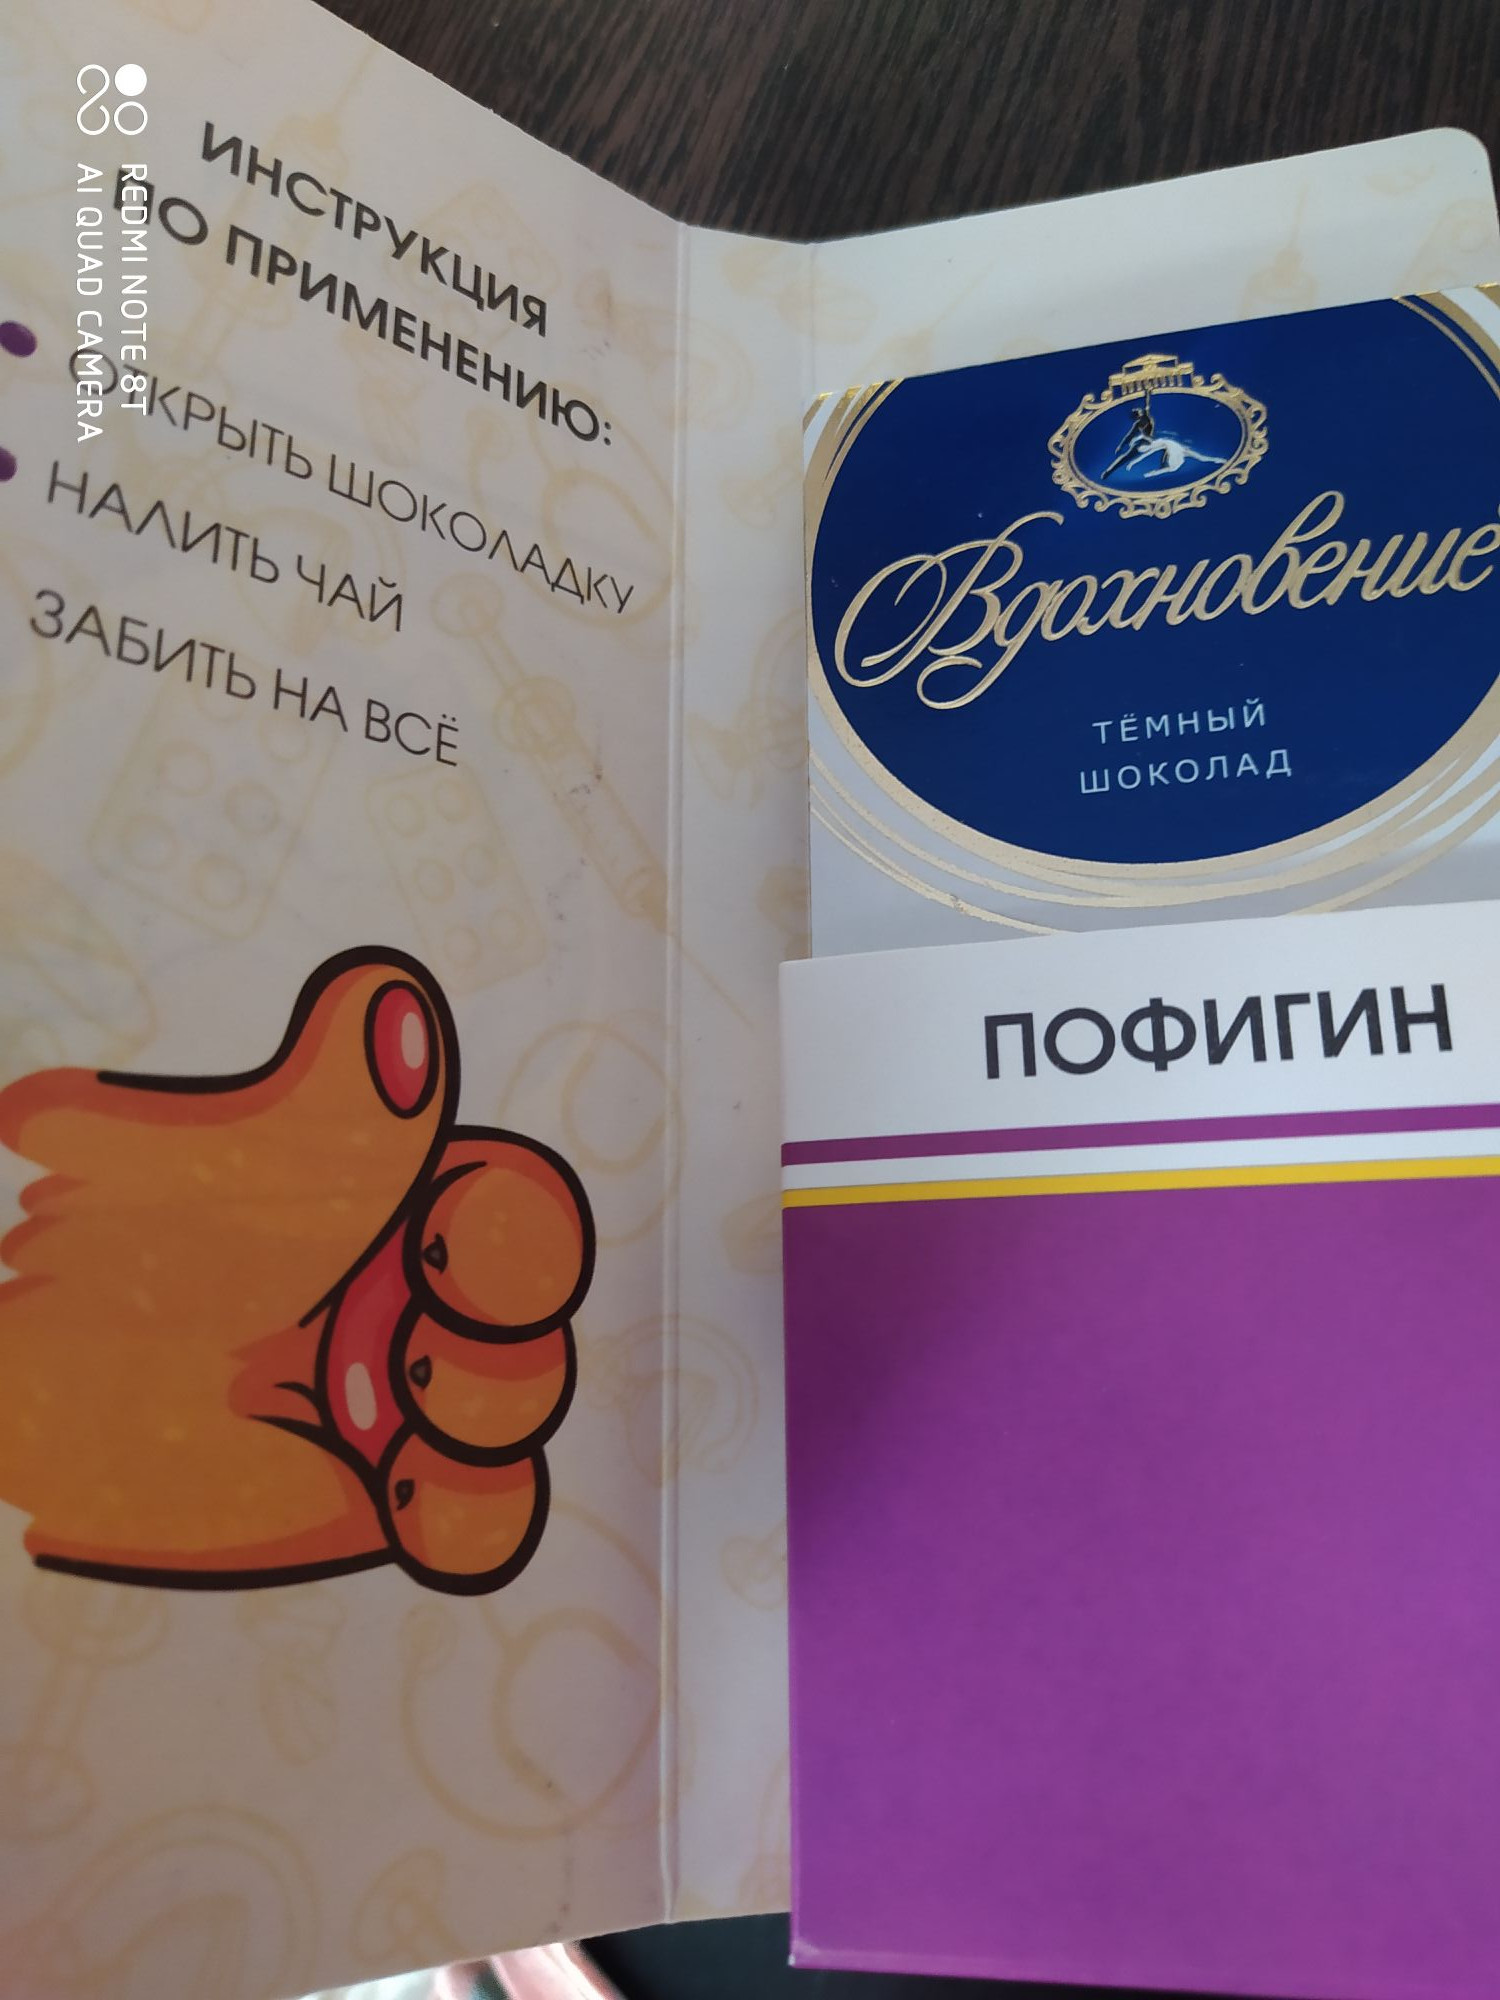 ИНСТРУКЦИЯ
ПО ПРИМЕНЕНИЮ:
ОТКРЫТЬ ШОКОЛАДКУ
НАЛИТЬ ЧАЙ
ЗАБИТЬ НА ВСЁ
Вдохновение
ТЁМНЫЙ
ШОКОЛАД
ПОФИГИН
REDMI NOTE 8T
AI QUAD CAMERA